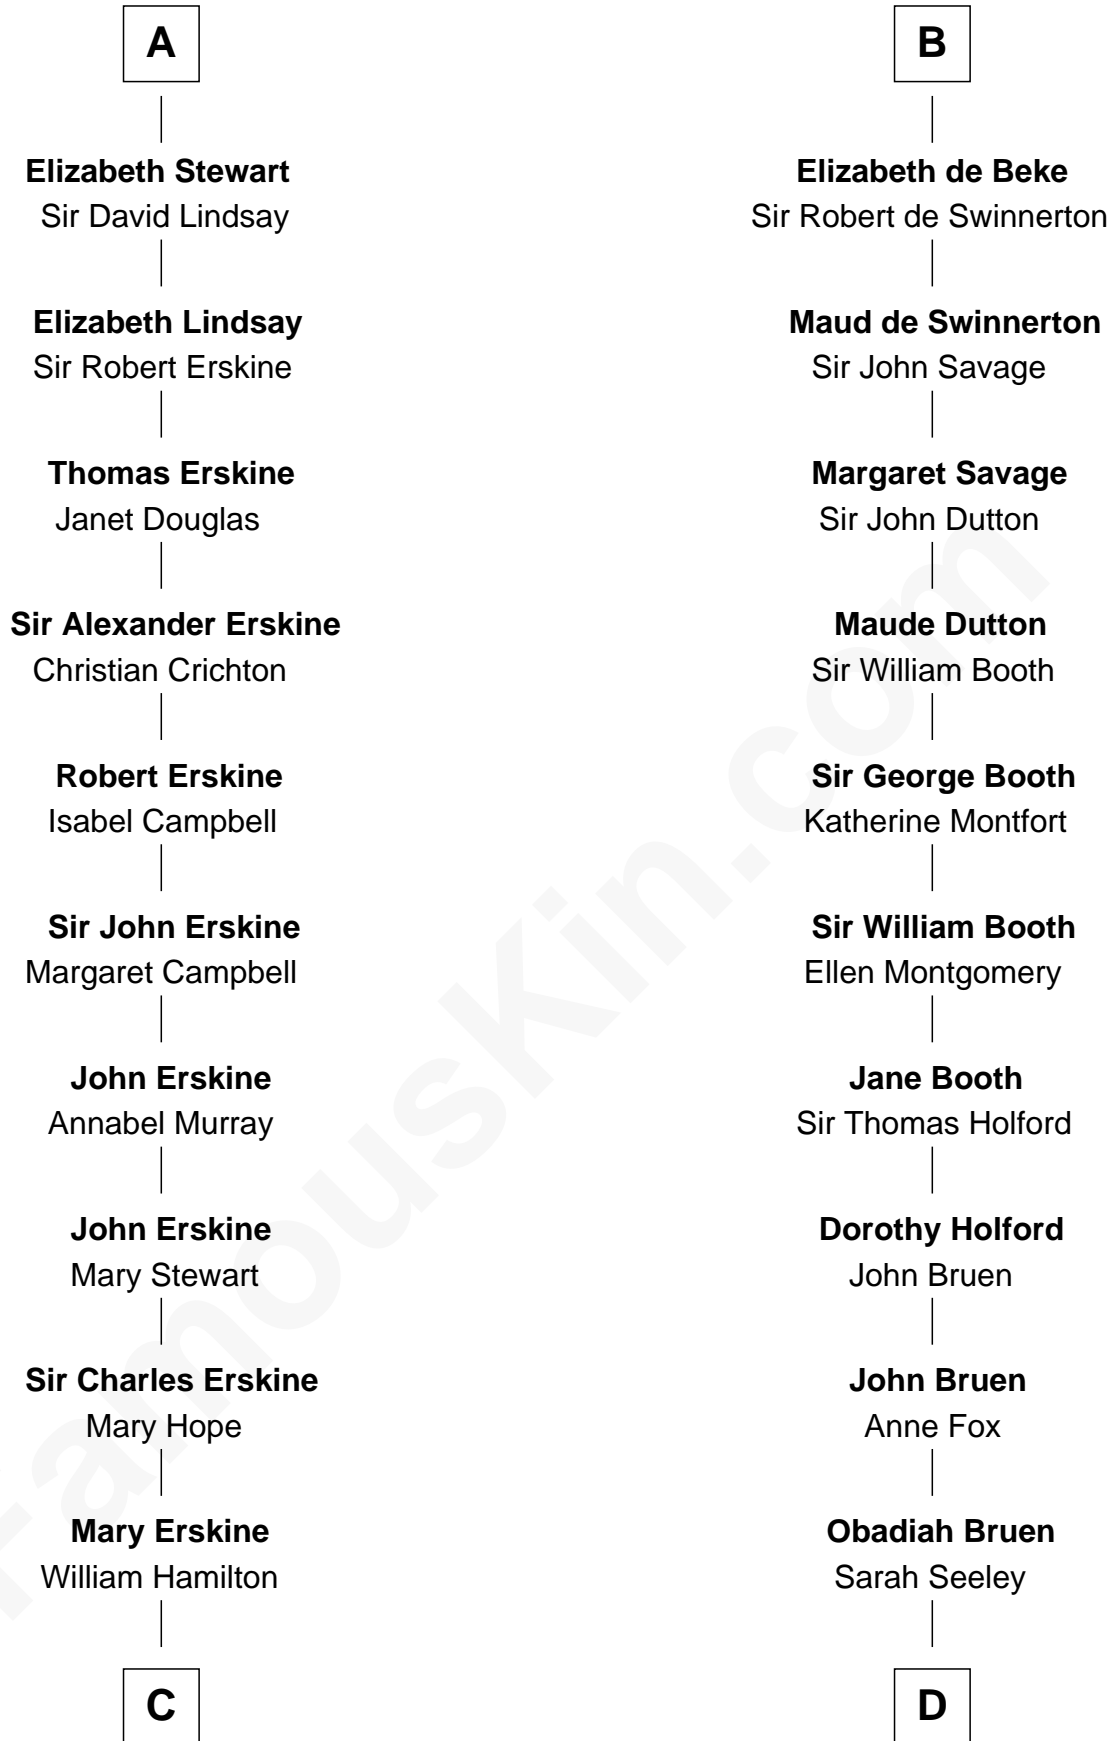 A
Elizabeth Stewart
Sir David Lindsay
Elizabeth Lindsay
Sir Robert Erskine
Thomas Erskine
Janet Douglas
Sir Alexander Erskine
Christian Crichton
Robert Erskine
Isabel Campbell
Sir John Erskine
Margaret Campbell
John Erskine
Annabel Murray
John Erskine
Mary Stewart
Sir Charles Erskine
Mary Hope
Mary Erskine
William Hamilton
C
B
Elizabeth de Beke
Sir Robert de Swinnerton
Maud de Swinnerton
Sir John Savage
Margaret Savage
Sir John Dutton
Maude Dutton
Sir William Booth
Sir George Booth
Katherine Montfort
Sir William Booth
Ellen Montgomery
Jane Booth
Sir Thomas Holford
Dorothy Holford
John Bruen
John Bruen
Anne Fox
Obadiah Bruen
Sarah Seeley
D
FamousKin.com